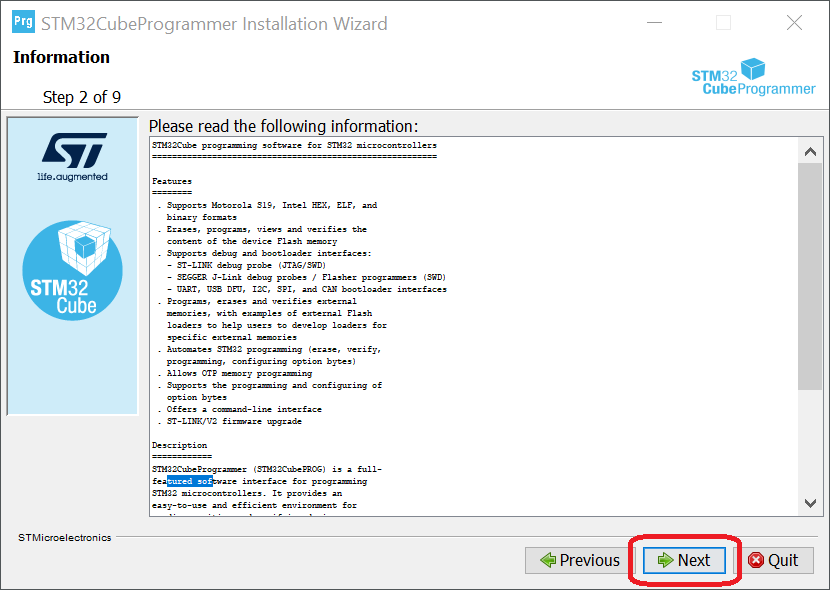 Prg STM32CubeProgrammer Installation Wizard
Information
Step 2 of 9
STM32
CubeProgrammer
ST
life.augmented
STM32
Cube
Please read the following information:
STM32Cube programming software for STM32 microcontrollers
=========================================================
Features
========
. Supports Motorola S19, Intel HEX, ELF, and
binary formats
. Erases, programs, views and verifies the
content of the device Flash memory
. Supports debug and bootloader interfaces:
- ST-LINK debug probe (JTAG/SWD)
- SEGGER J-Link debug probes / Flasher programmers (SWD)
- UART, USB DFU, I2C, SPI, and CAN bootloader interfaces
. Programs, erases and verifies external
memories, with examples of external Flash
loaders to help users to develop loaders for
specific external memories
. Automates STM32 programming (erase, verify,
programming, configuring option bytes)
. Allows OTP memory programming
. Supports the programming and configuring of
option bytes
. Offers a command-line interface
. ST-LINK/V2 firmware upgrade
Description
============
STM32CubeProgrammer (STM32CubePROG) is a full-
featured software interface for programming
STM32 microcontrollers. It provides an
easy-to-use and efficient environment for
STMicroelectronics
Previous
Next
Quit